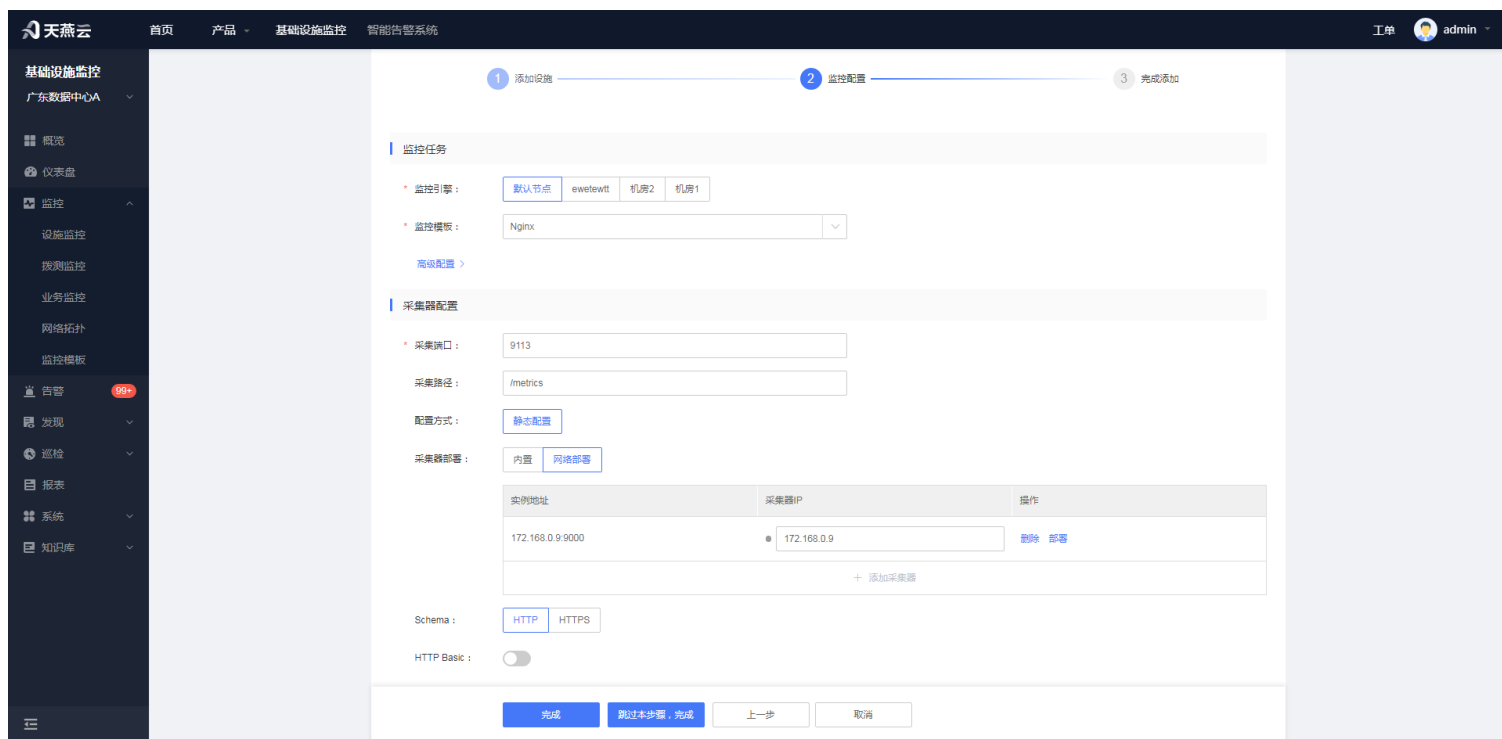 天燕云 首页 产品 基础设施监控 智能告警系统 工单 admin
基础设施监控
广东数据中心A
概览
仪表盘
监控
设施监控
拨测监控
业务监控
网络拓扑
监控模板
告警 99+
发现
巡检
报表
系统
知识库
1 添加设施 2 监控配置 3 完成添加
监控任务
* 监控引擎： 默认节点 ewetewtt 机房2 机房1
* 监控模板： Nginx
高级配置 >
采集器配置
* 采集端口： 9113
采集路径： /metrics
配置方式： 静态配置
采集器部署： 内置 网络部署
实例地址 采集器IP 操作
172.168.0.9:9000 172.168.0.9 删除 部署
+ 添加采集器
Schema： HTTP HTTPS
HTTP Basic：
完成 跳过本步骤，完成 上一步 取消